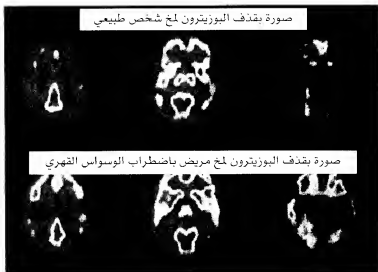 صورة بقذف البوزيترون لمخ شخص طبيعي
صورة بقذف البوزيترون لمخ مريض باضطراب الوسواس القهري